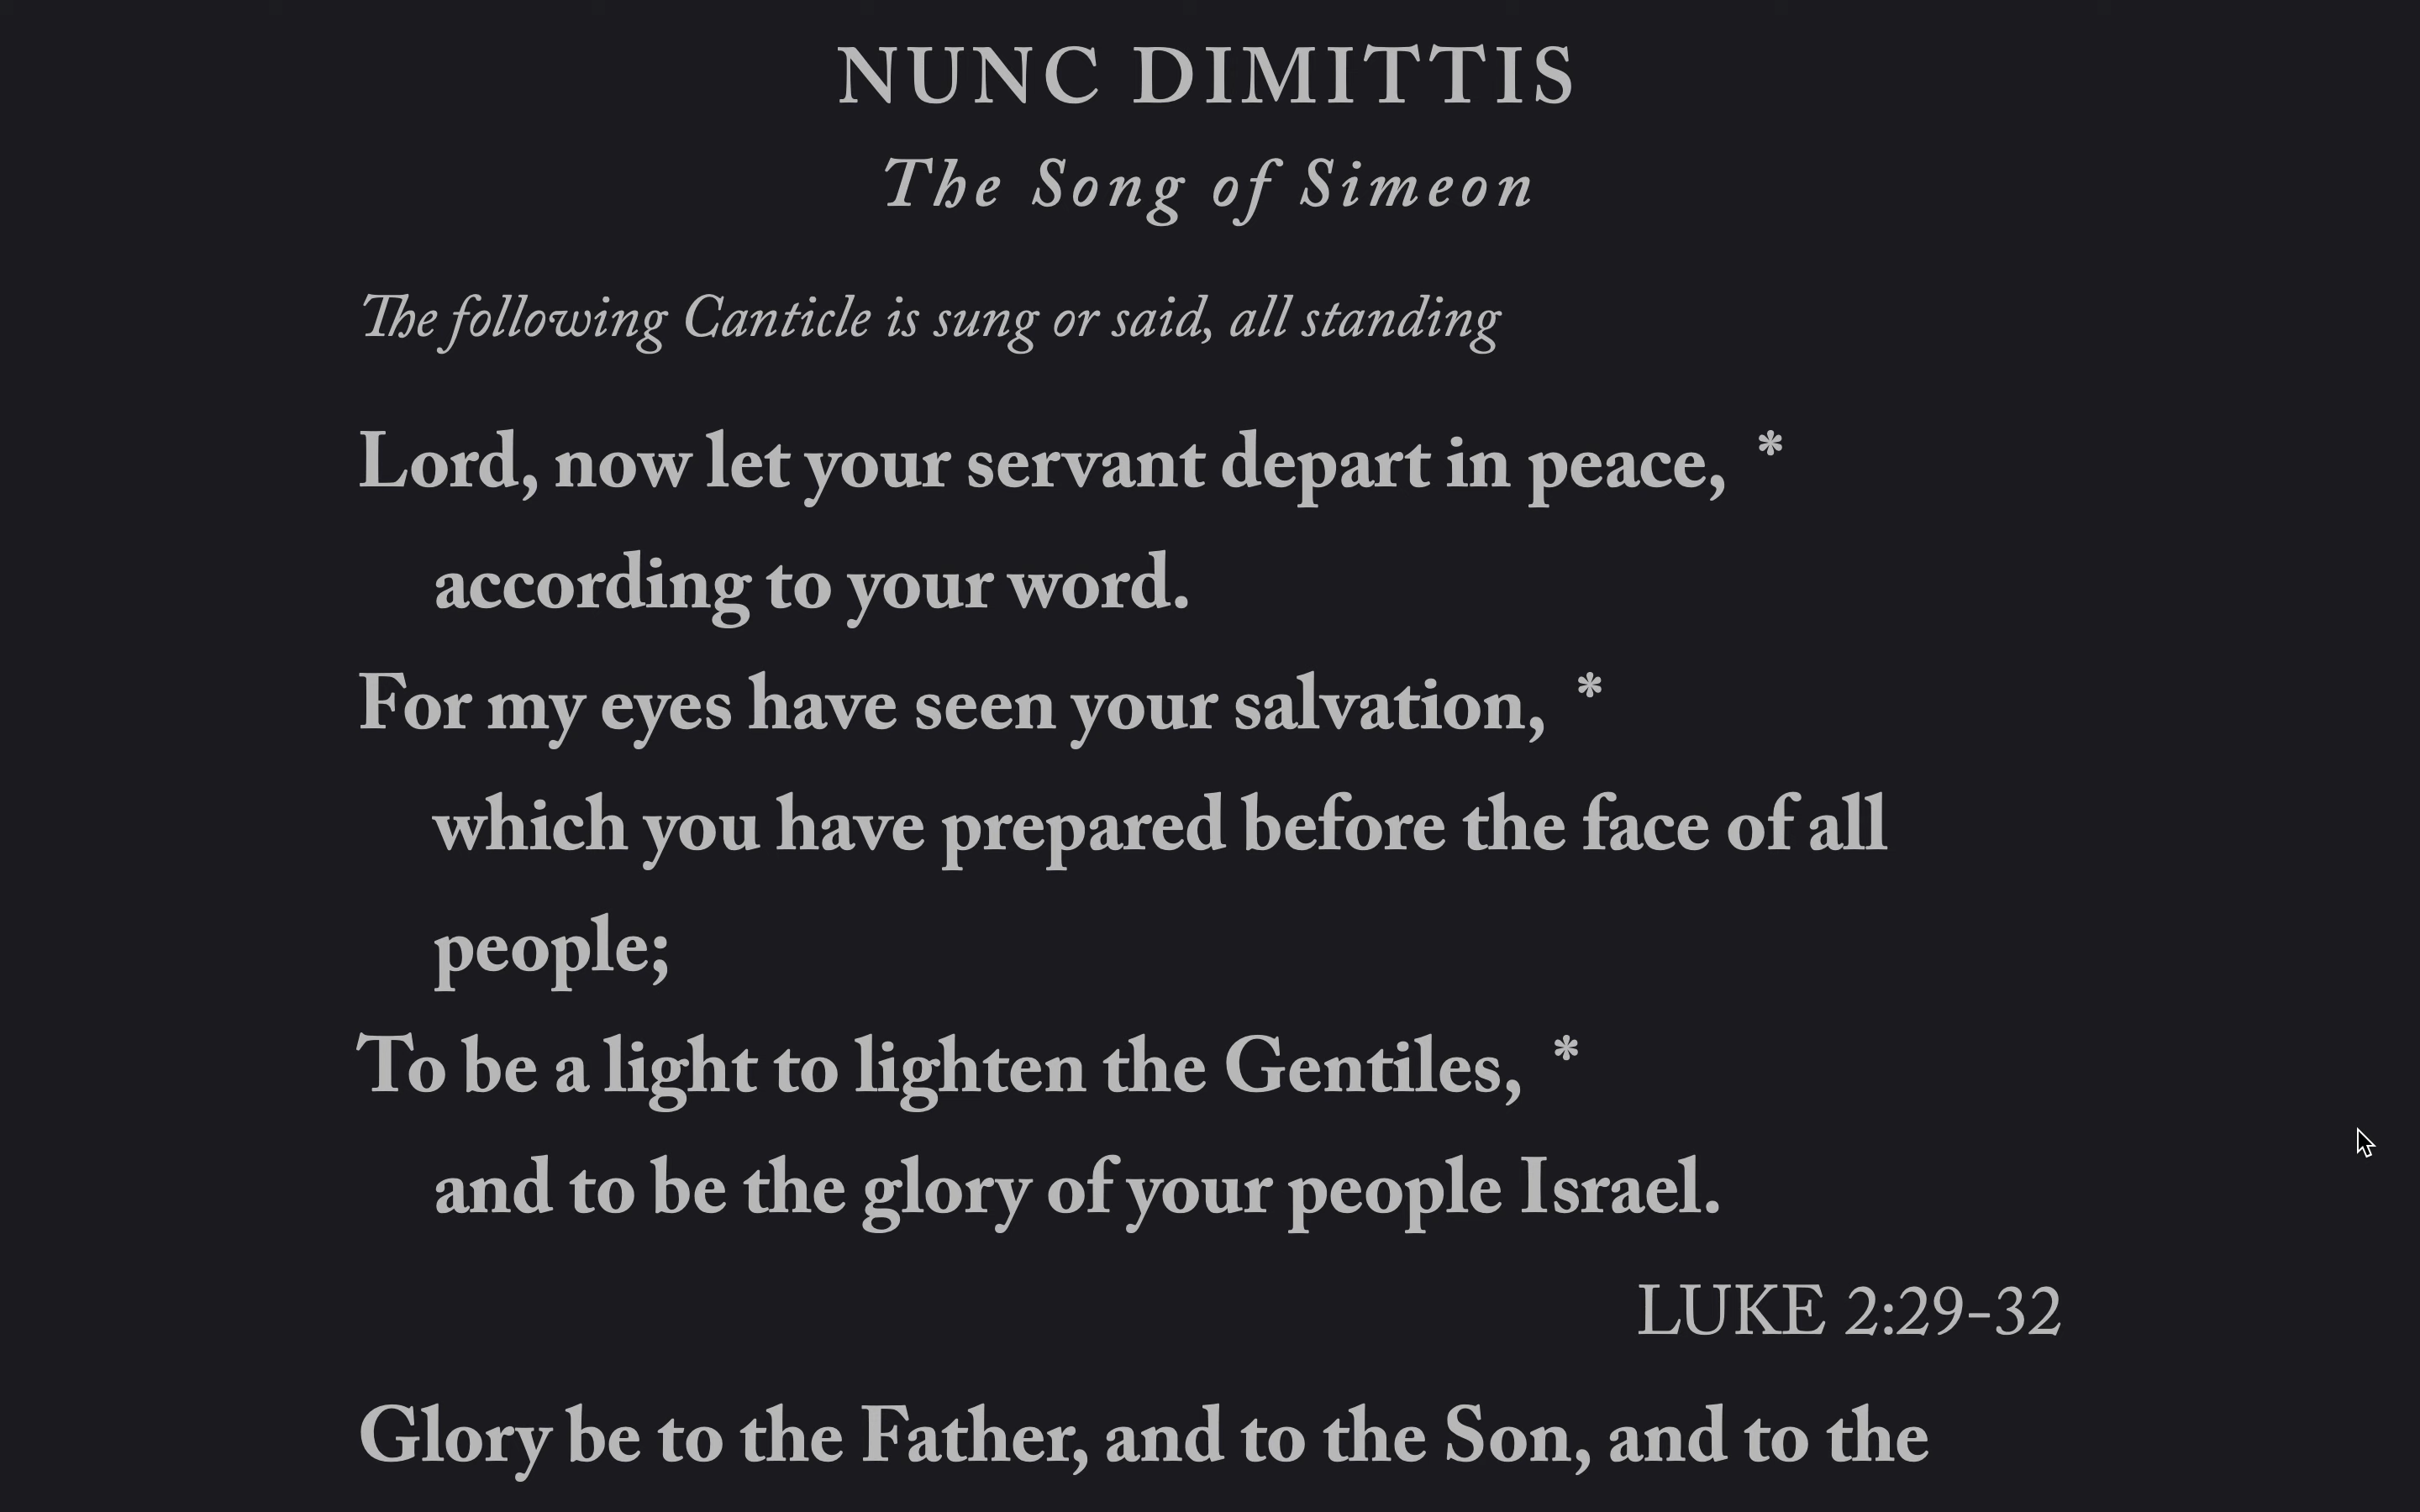 NUNC DIMITTIS
The Song of Simeon
The following Canticle is sung or said, all standing
Lord, now let your servant depart in peace, *
according to your word.
For my eyes have seen your salvation, *
which you have prepared before the face of all
people;
To be a light to lighten the Gentiles, *
and to be the glory of your people Israel.
LUKE 2:29-32
Glory be to the Father, and to the Son, and to the